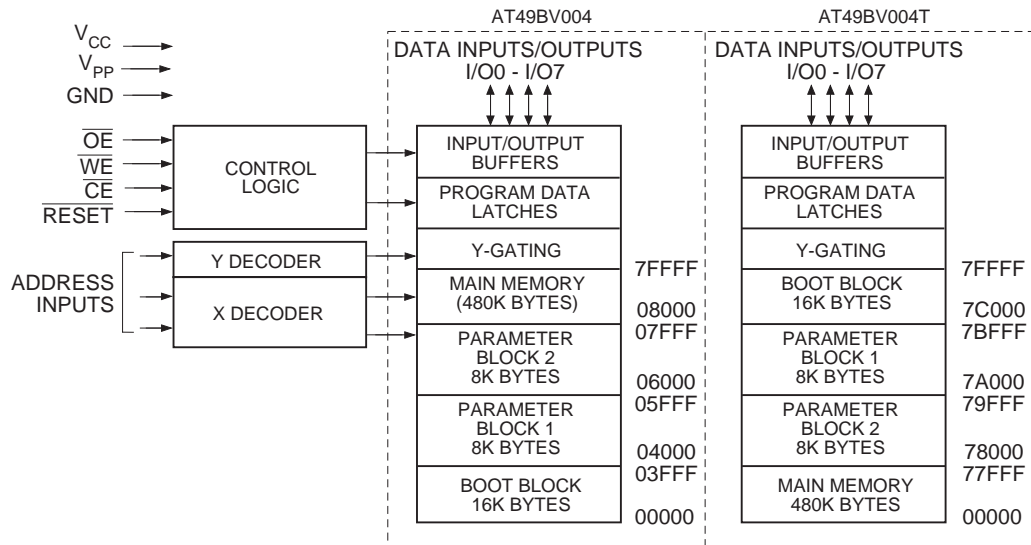 AT49BV004
AT49BV004T
VCC
VPP
GND
OE
WE
CE
RESET
ADDRESS
INPUTS
CONTROL
LOGIC
Y DECODER
X DECODER
DATA INPUTS/OUTPUTS
I/O0 - I/O7
INPUT/OUTPUT
BUFFERS
PROGRAM DATA
LATCHES
Y-GATING
MAIN MEMORY
(480K BYTES)
PARAMETER
BLOCK 2
8K BYTES
PARAMETER
BLOCK 1
8K BYTES
BOOT BLOCK
16K BYTES
7FFFF
08000
07FFF
06000
05FFF
04000
03FFF
00000
DATA INPUTS/OUTPUTS
I/O0 - I/O7
INPUT/OUTPUT
BUFFERS
PROGRAM DATA
LATCHES
Y-GATING
BOOT BLOCK
16K BYTES
PARAMETER
BLOCK 1
8K BYTES
PARAMETER
BLOCK 2
8K BYTES
MAIN MEMORY
480K BYTES
7FFFF
7C000
7BFFF
7A000
79FFF
78000
77FFF
00000